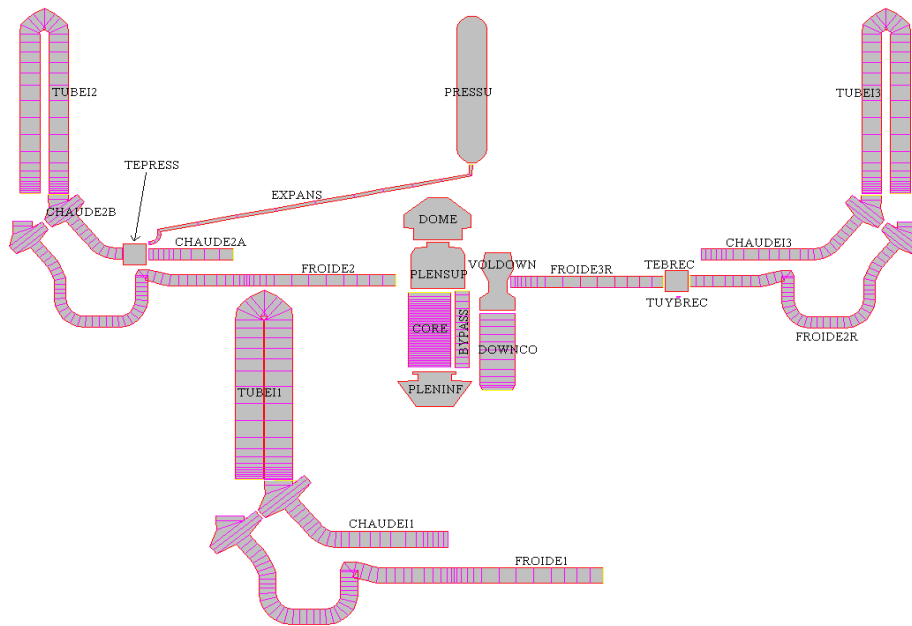 TUBEI2
PRESSU
TUBEI3
TEPRESS
EXPANS
CHAUDE2B
DOME
CHAUDE2A
CHAUDEI3
FROIDE2
PLENSUP
VOLDOWN
FROIDE3R
TEBREC
TUYBREC
CORE
BYPASS
DOWNCO
FROIDE2R
PLENINF
TUBEI1
CHAUDEI1
FROIDE1